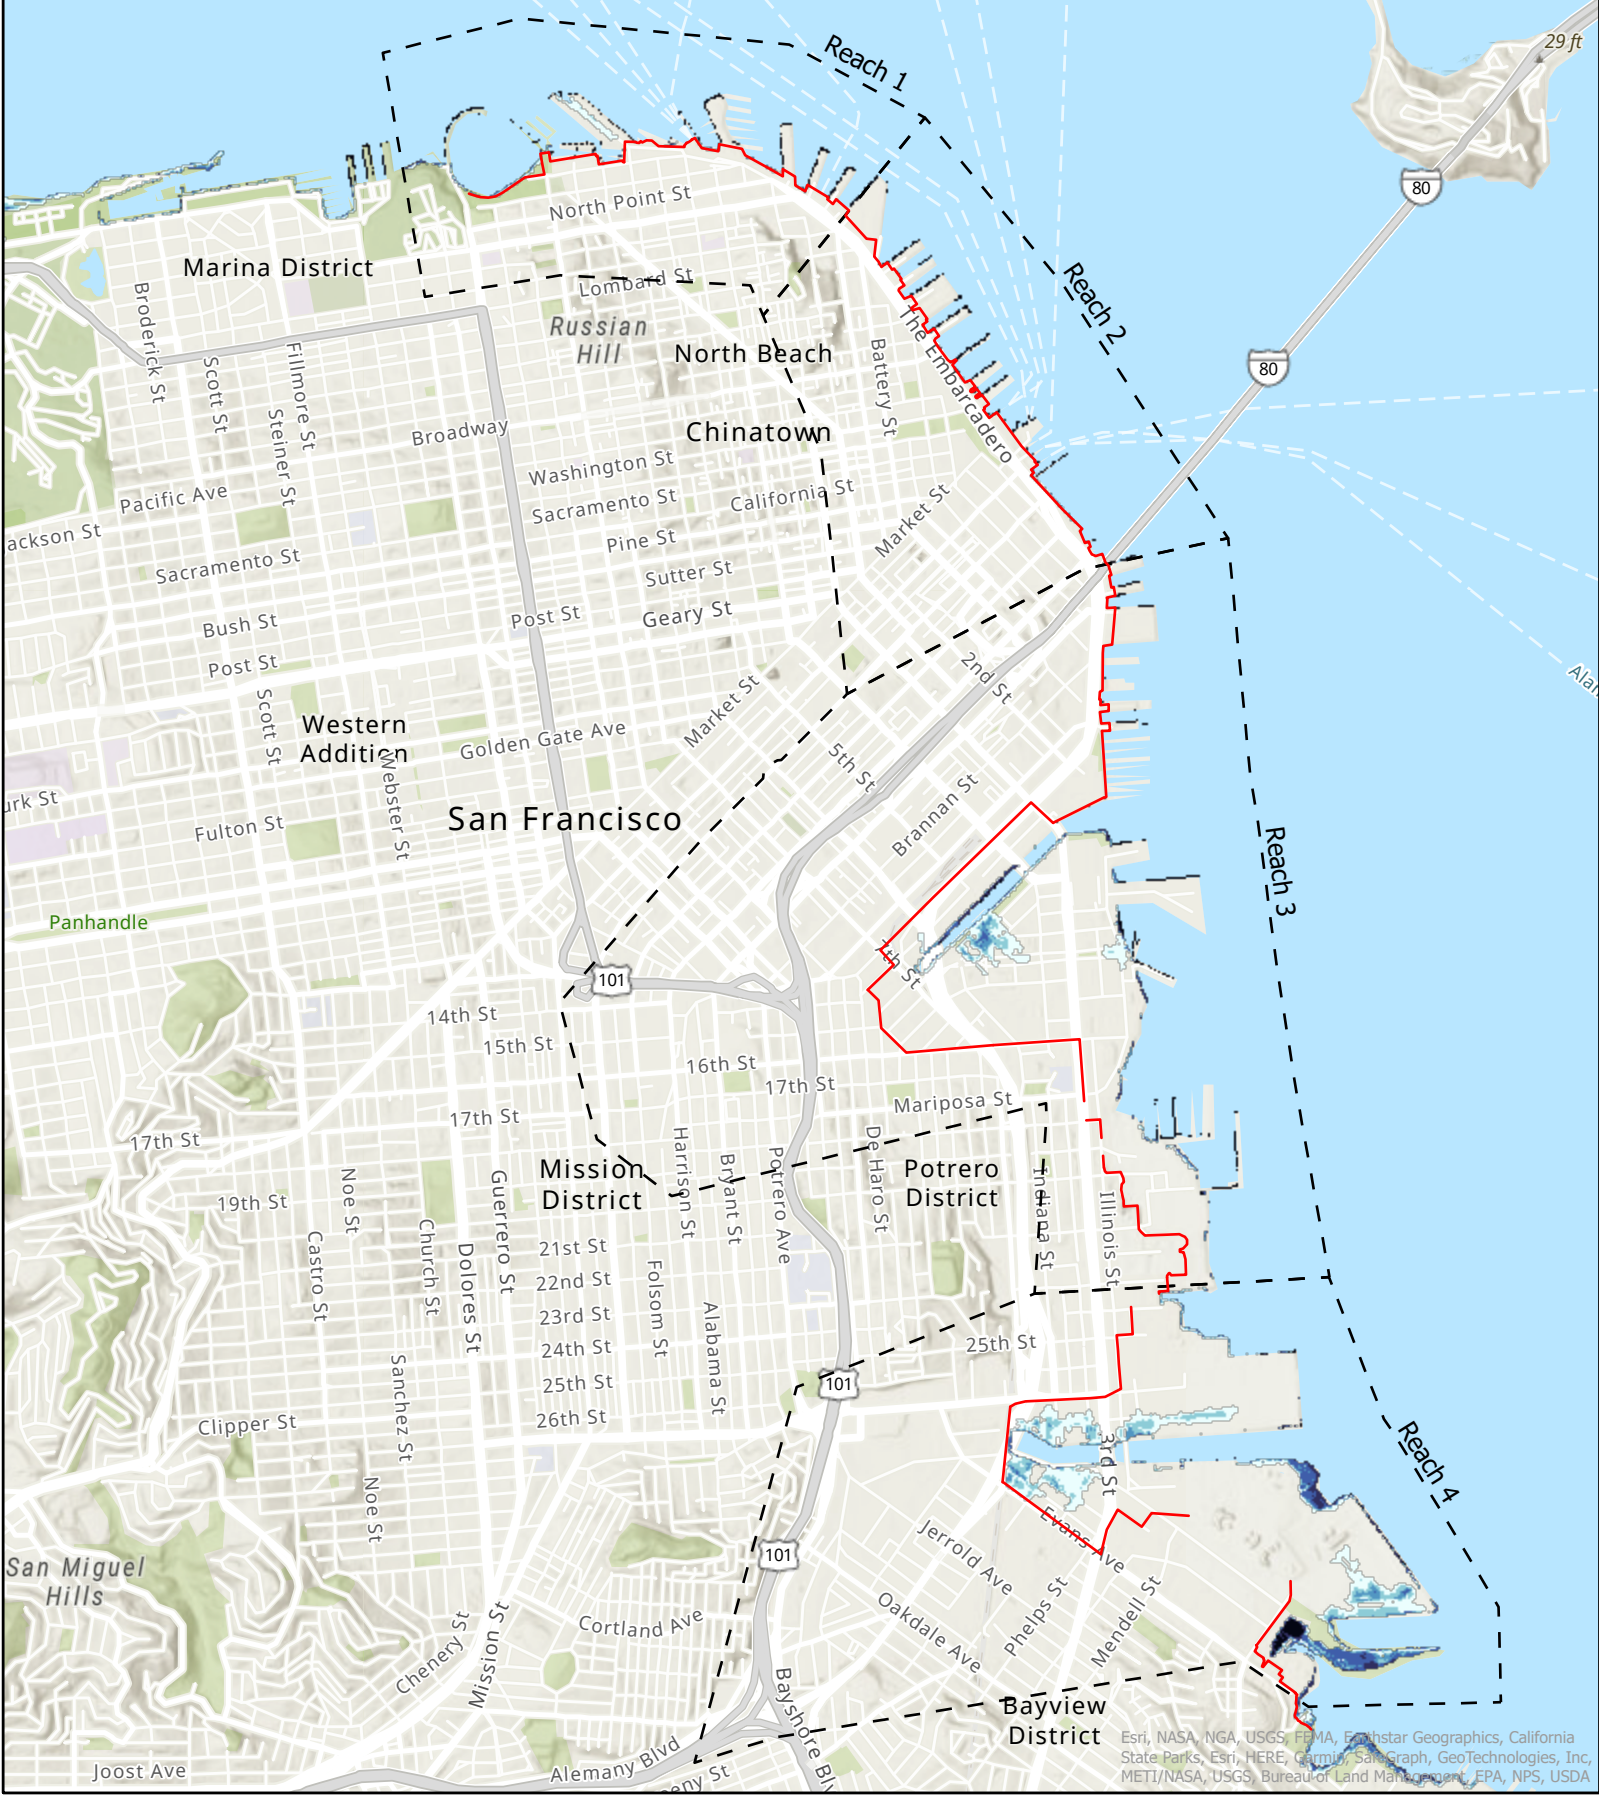 Reach 1
29 ft
80
North Point St
Marina District
Lombard St
Reach 2
Broderick St
Russian
Hill
North Beach
80
Scott St
Fillmore St
Battery St
The Embarcadero
Steiner St
Broadway
Chinatown
Washington St
Pacific Ave
Sacramento St
California St
Market St
ackson St
Pine St
Sacramento St
Sutter St
Bush St
Post St
Geary St
Post St
2nd St
Alan
Scott St
Western
Addition
Market St
Golden Gate Ave
5th St
Webster St
urk St
Fulton St
San Francisco
Brannan St
Reach 3
Panhandle
7th St
101
14th St
15th St
16th St
17th St
Mariposa St
17th St
17th St
Harrison St
Bryant St
Potrero Ave
De Haro St
Mission
District
Potrero
District
Indiana St
Illinois St
Noe St
19th St
Guerrero St
Church St
Castro St
Dolores St
21st St
22nd St
23rd St
24th St
25th St
26th St
Folsom St
Alabama St
25th St
101
Sanchez St
Clipper St
3rd St
Reach 4
Noe St
Evans Ave
Jerrold Ave
101
San Miguel
Hills
Phelps St
Mendell St
Oakdale Ave
Cortland Ave
Chenery St
Mission St
Bayshore Blv
Bayview
District
Alemany Blvd
eny St
Joost Ave
Esri, NASA, NGA, USGS, FEMA, Earthstar Geographics, California
State Parks, Esri, HERE, Garmin, SafeGraph, GeoTechnologies, Inc,
METI/NASA, USGS, Bureau of Land Management, EPA, NPS, USDA